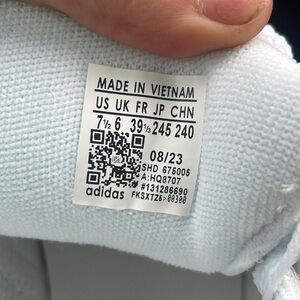 MADE IN VIETNAM
US UK FR JP CHN
7½ 6 39⅓ 245 240
08/23
SHD 675005
A:HQ8707
#131286690
adidas FKSXTZ6>00300